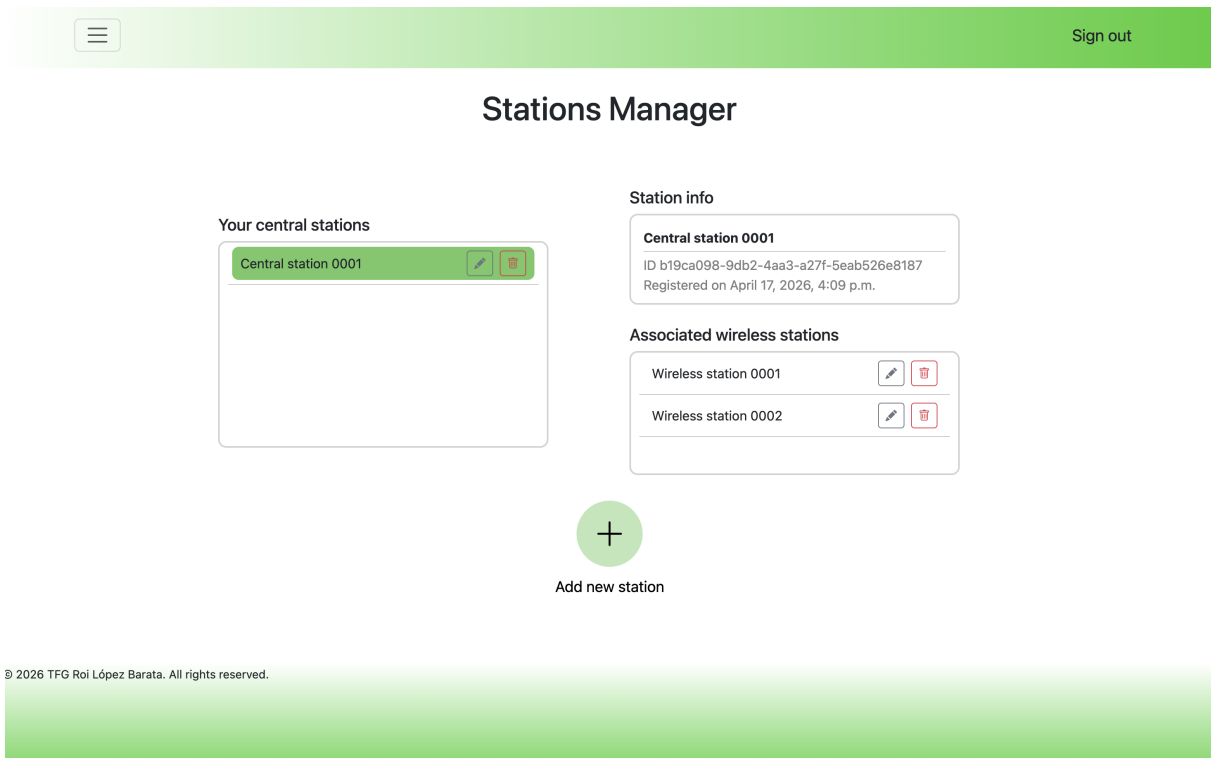 Sign out
Stations Manager
Your central stations
Central station 0001
Station info
Central station 0001
ID b19ca098-9db2-4aa3-a27f-5eab526e8187
Registered on April 17, 2026, 4:09 p.m.
Associated wireless stations
Wireless station 0001
Wireless station 0002
Add new station
© 2026 TFG Roi López Barata. All rights reserved.